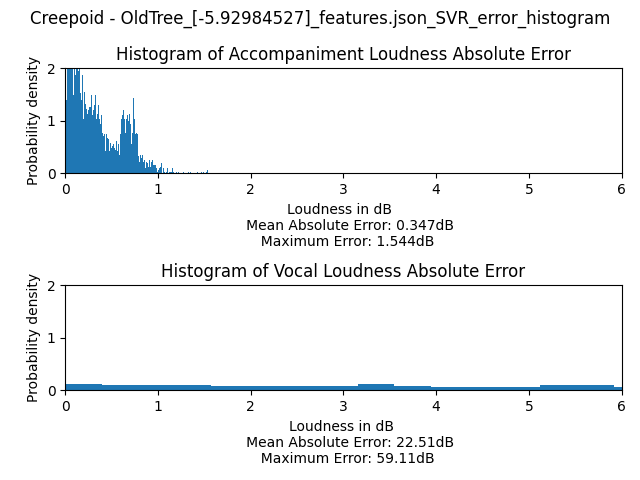 Creepoid - OldTree_[-5.92984527]_features.json_SVR_error_histogram
Histogram of Accompaniment Loudness Absolute Error
Probability density
2
1
0
0 1 2 3 4 5 6
Loudness in dB
Mean Absolute Error: 0.347dB
Maximum Error: 1.544dB
Histogram of Vocal Loudness Absolute Error
Probability density
2
1
0
0 1 2 3 4 5 6
Loudness in dB
Mean Absolute Error: 22.51dB
Maximum Error: 59.11dB